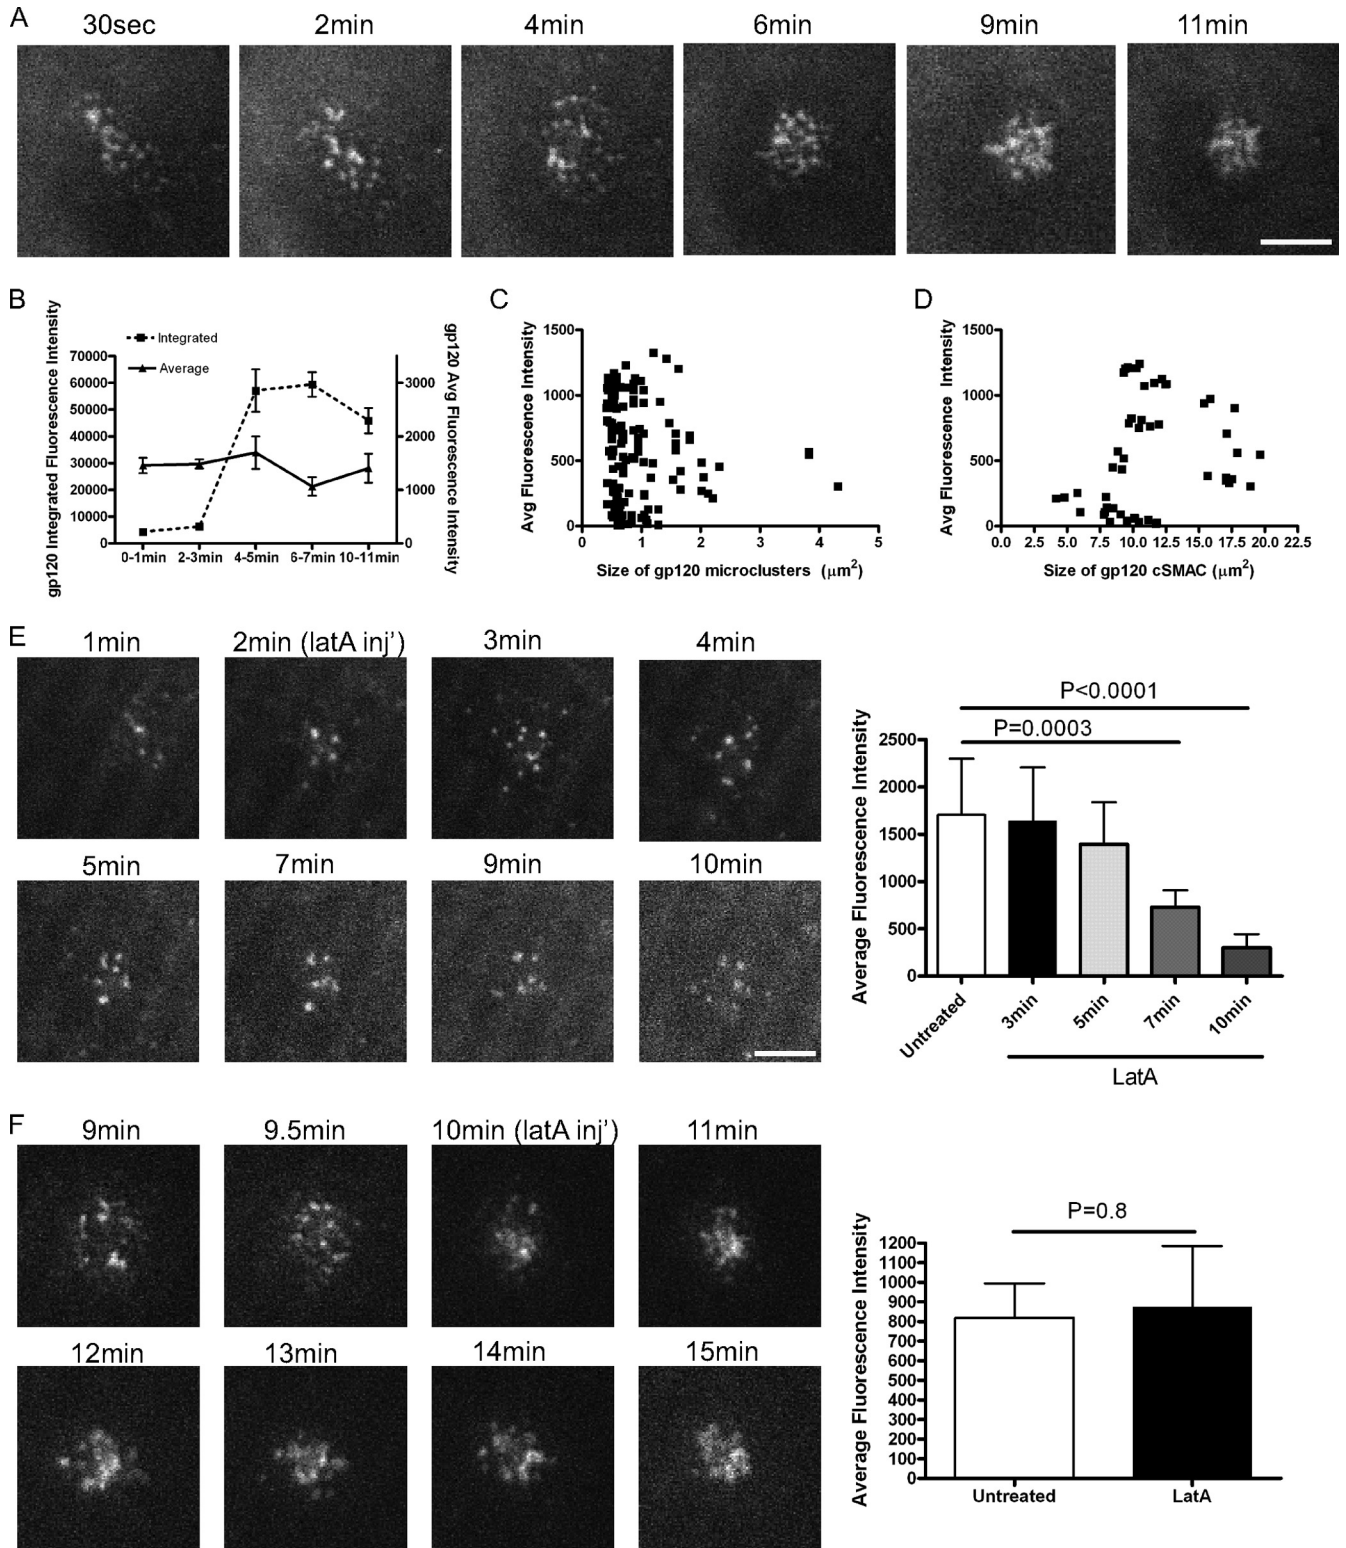 A
30sec 2min 4min 6min 9min 11min
B
gp120 Integrated Fluorescence Intensity
70000
60000
50000
40000
30000
20000
10000
0
Integrated
Average
3000
2000
1000
0
gp120 Avg Fluorescence Intensity
0-1min 2-3min 4-5min 6-7min 10-11min
C
Avg Fluorescence Intensity
1500
1000
500
0
0 1 2 3 4 5
Size of gp120 microclusters (μm²)
D
Avg Fluorescence Intensity
1500
1000
500
0
0.0 2.5 5.0 7.5 10.0 12.5 15.0 17.5 20.0 22.5
Size of gp120 cSMAC (μm²)
E
1min 2min (latA inj') 3min 4min
5min 7min 9min 10min
P<0.0001
P=0.0003
Average Fluorescence Intensity
2500
2000
1500
1000
500
0
Untreated 3min 5min 7min 10min
LatA
F
9min 9.5min 10min (latA inj') 11min
12min 13min 14min 15min
P=0.8
Average Fluorescence Intensity
1200
1100
1000
900
800
700
600
500
400
300
200
100
0
Untreated LatA